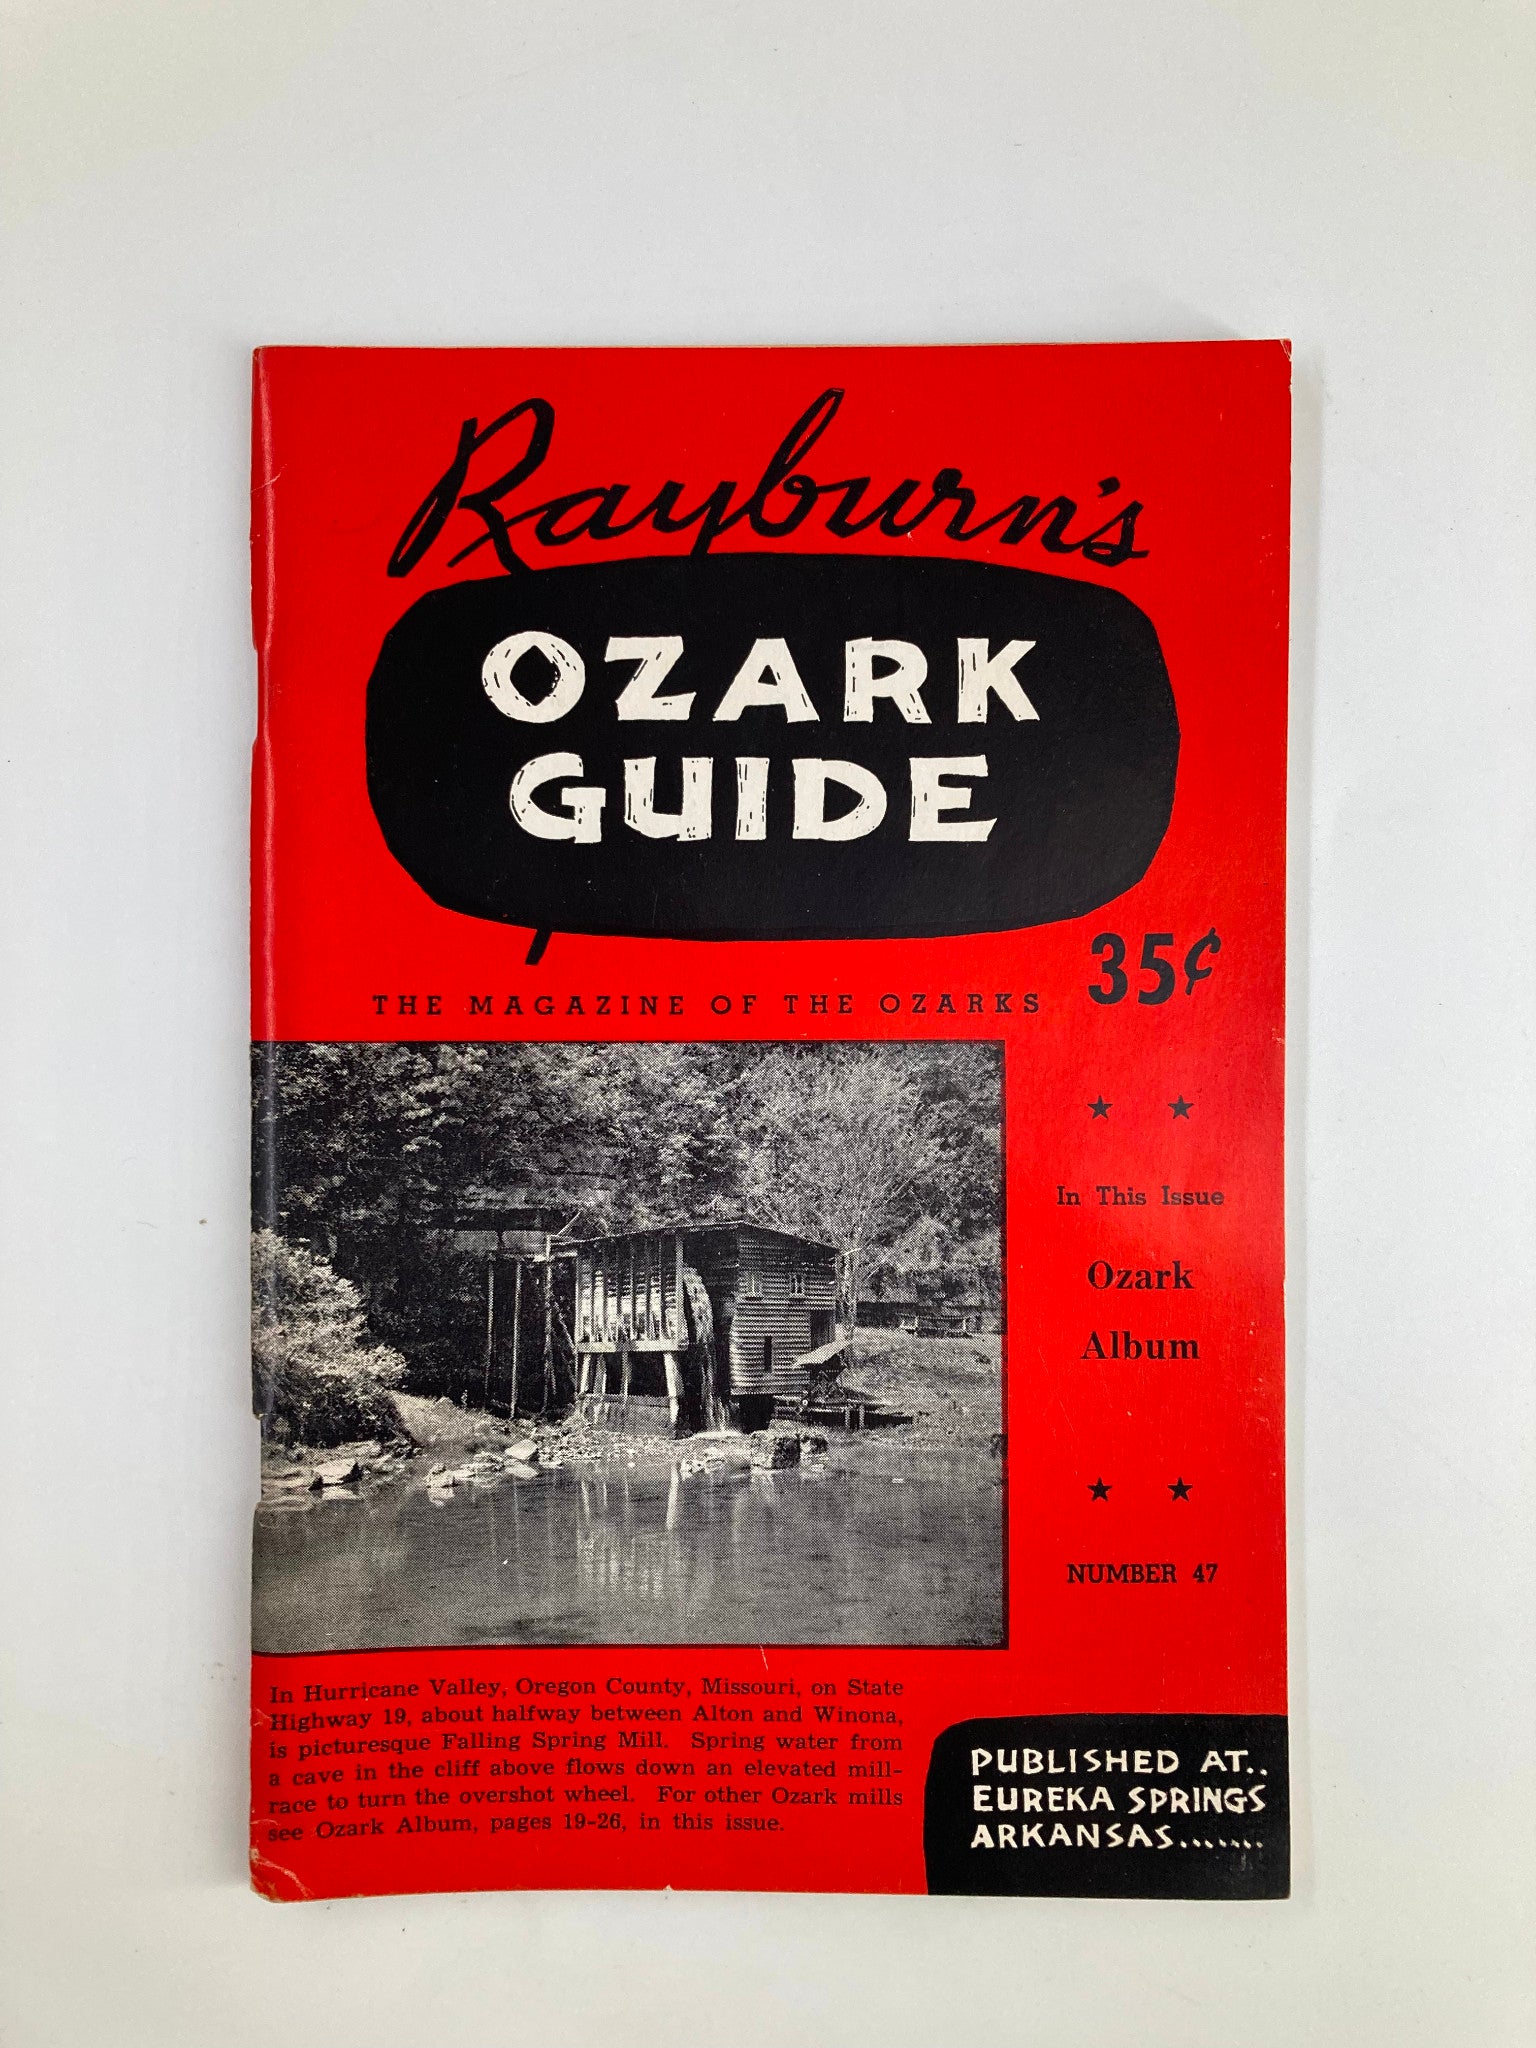 Rayburn's
OZARK
GUIDE
35¢
THE MAGAZINE OF THE OZARKS
In This Issue
Ozark
Album
NUMBER 47
In Hurricane Valley, Oregon County, Missouri, on State
Highway 19, about halfway between Alton and Winona,
is picturesque Falling Spring Mill. Spring water from
a cave in the cliff above flows down an elevated mill-
race to turn the overshot wheel. For other Ozark mills
see Ozark Album, pages 19-26, in this issue.
PUBLISHED AT..
EUREKA SPRINGS
ARKANSAS.......